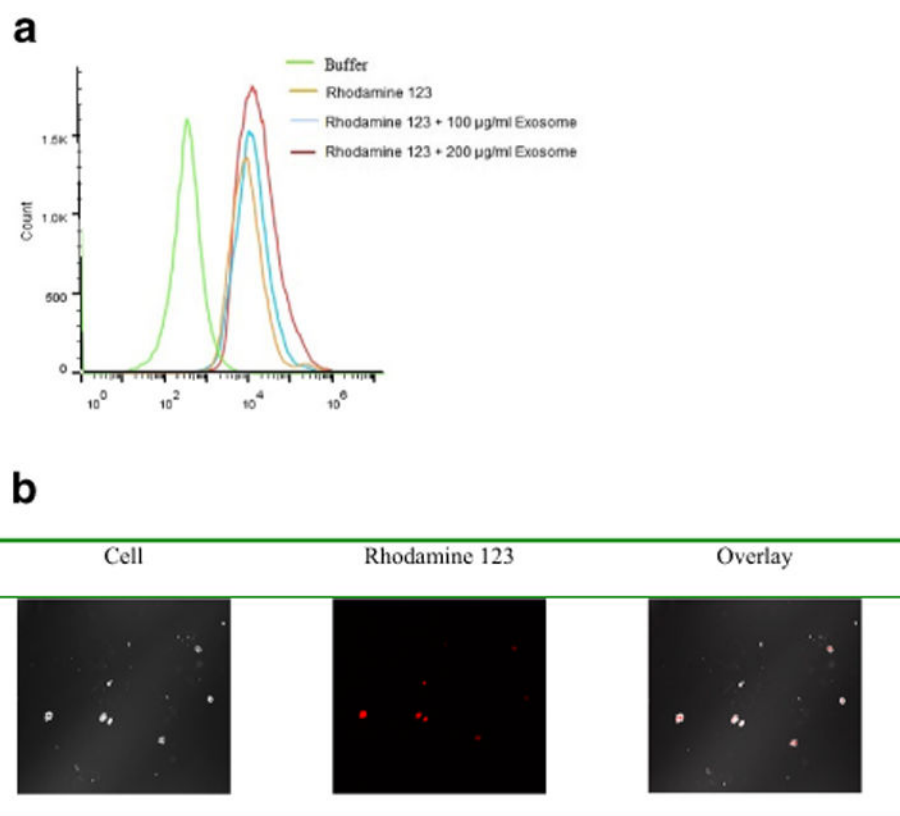 a
Buffer
Rhodamine 123
Rhodamine 123 + 100 µg/ml Exosome
Rhodamine 123 + 200 µg/ml Exosome
Count
1.5K
1.0K
500
0
10^0 10^2 10^4 10^6
b
Cell Rhodamine 123 Overlay